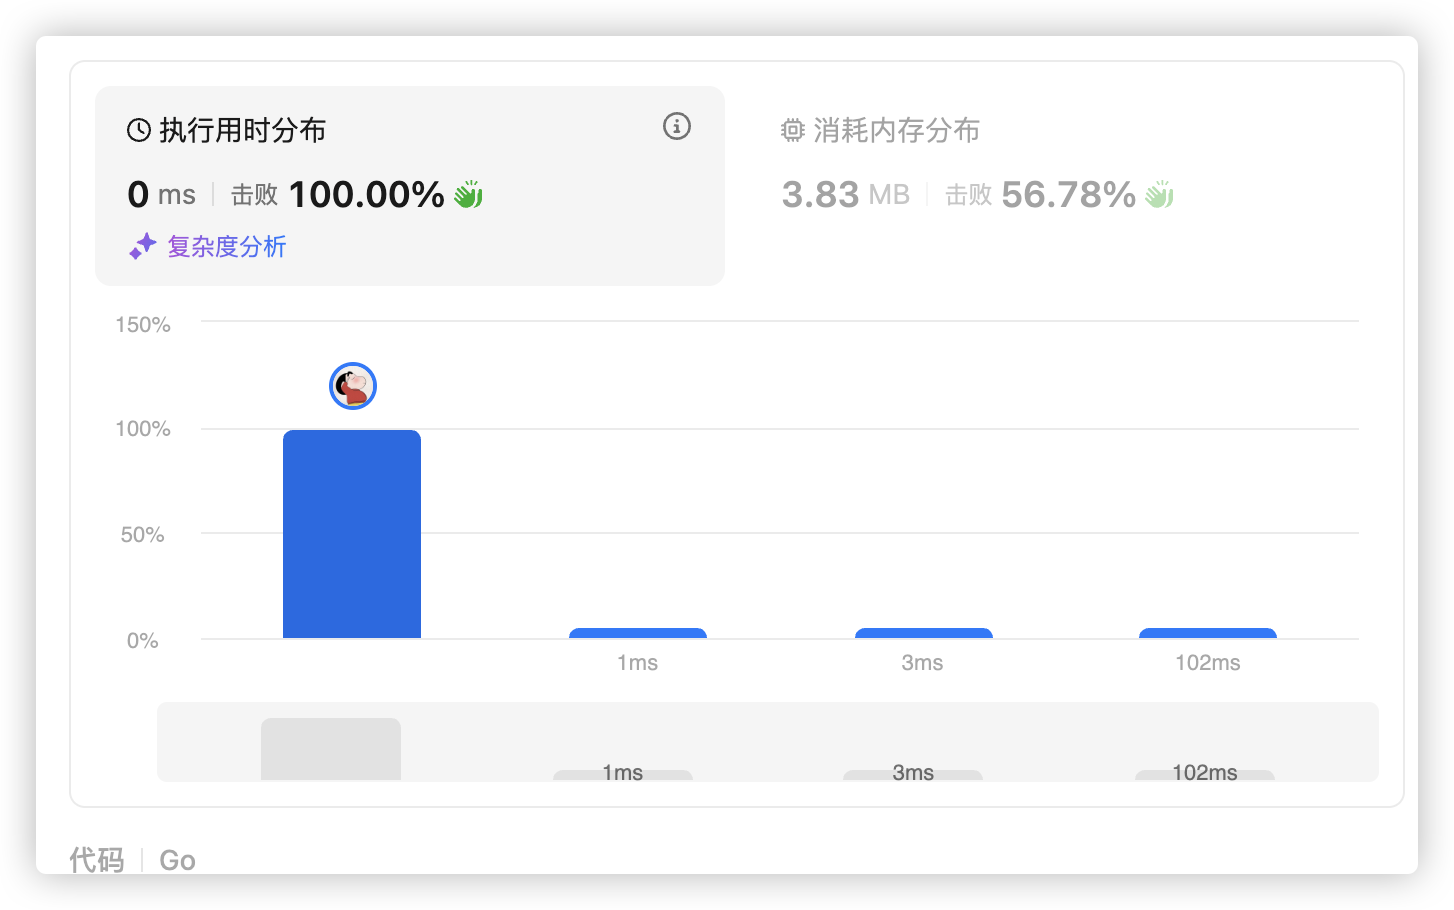 执行用时分布
0 ms 击败 100.00%
复杂度分析
消耗内存分布
3.83 MB 击败 56.78%
150%
100%
50%
0%
1ms 3ms 102ms
1ms 3ms 102ms
代码 Go